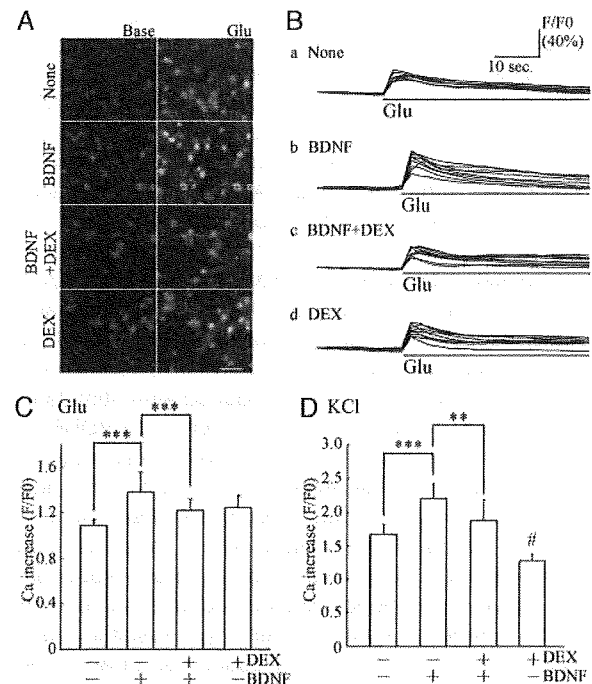 A
Base Glu
None
BDNF
BDNF
+DEX
DEX
B
F/F0
(40%)
10 sec.
a None
Glu
b BDNF
Glu
c BDNF+DEX
Glu
d DEX
Glu
C Glu
***
***
Ca increase (F/F0)
1.6
1.2
0.8
0.4
0
− − + + DEX
− + + − BDNF
D KCl
***
**
#
Ca increase (F/F0)
3.0
2.5
2.0
1.5
1.0
0.5
0
− − + + DEX
− + + − BDNF